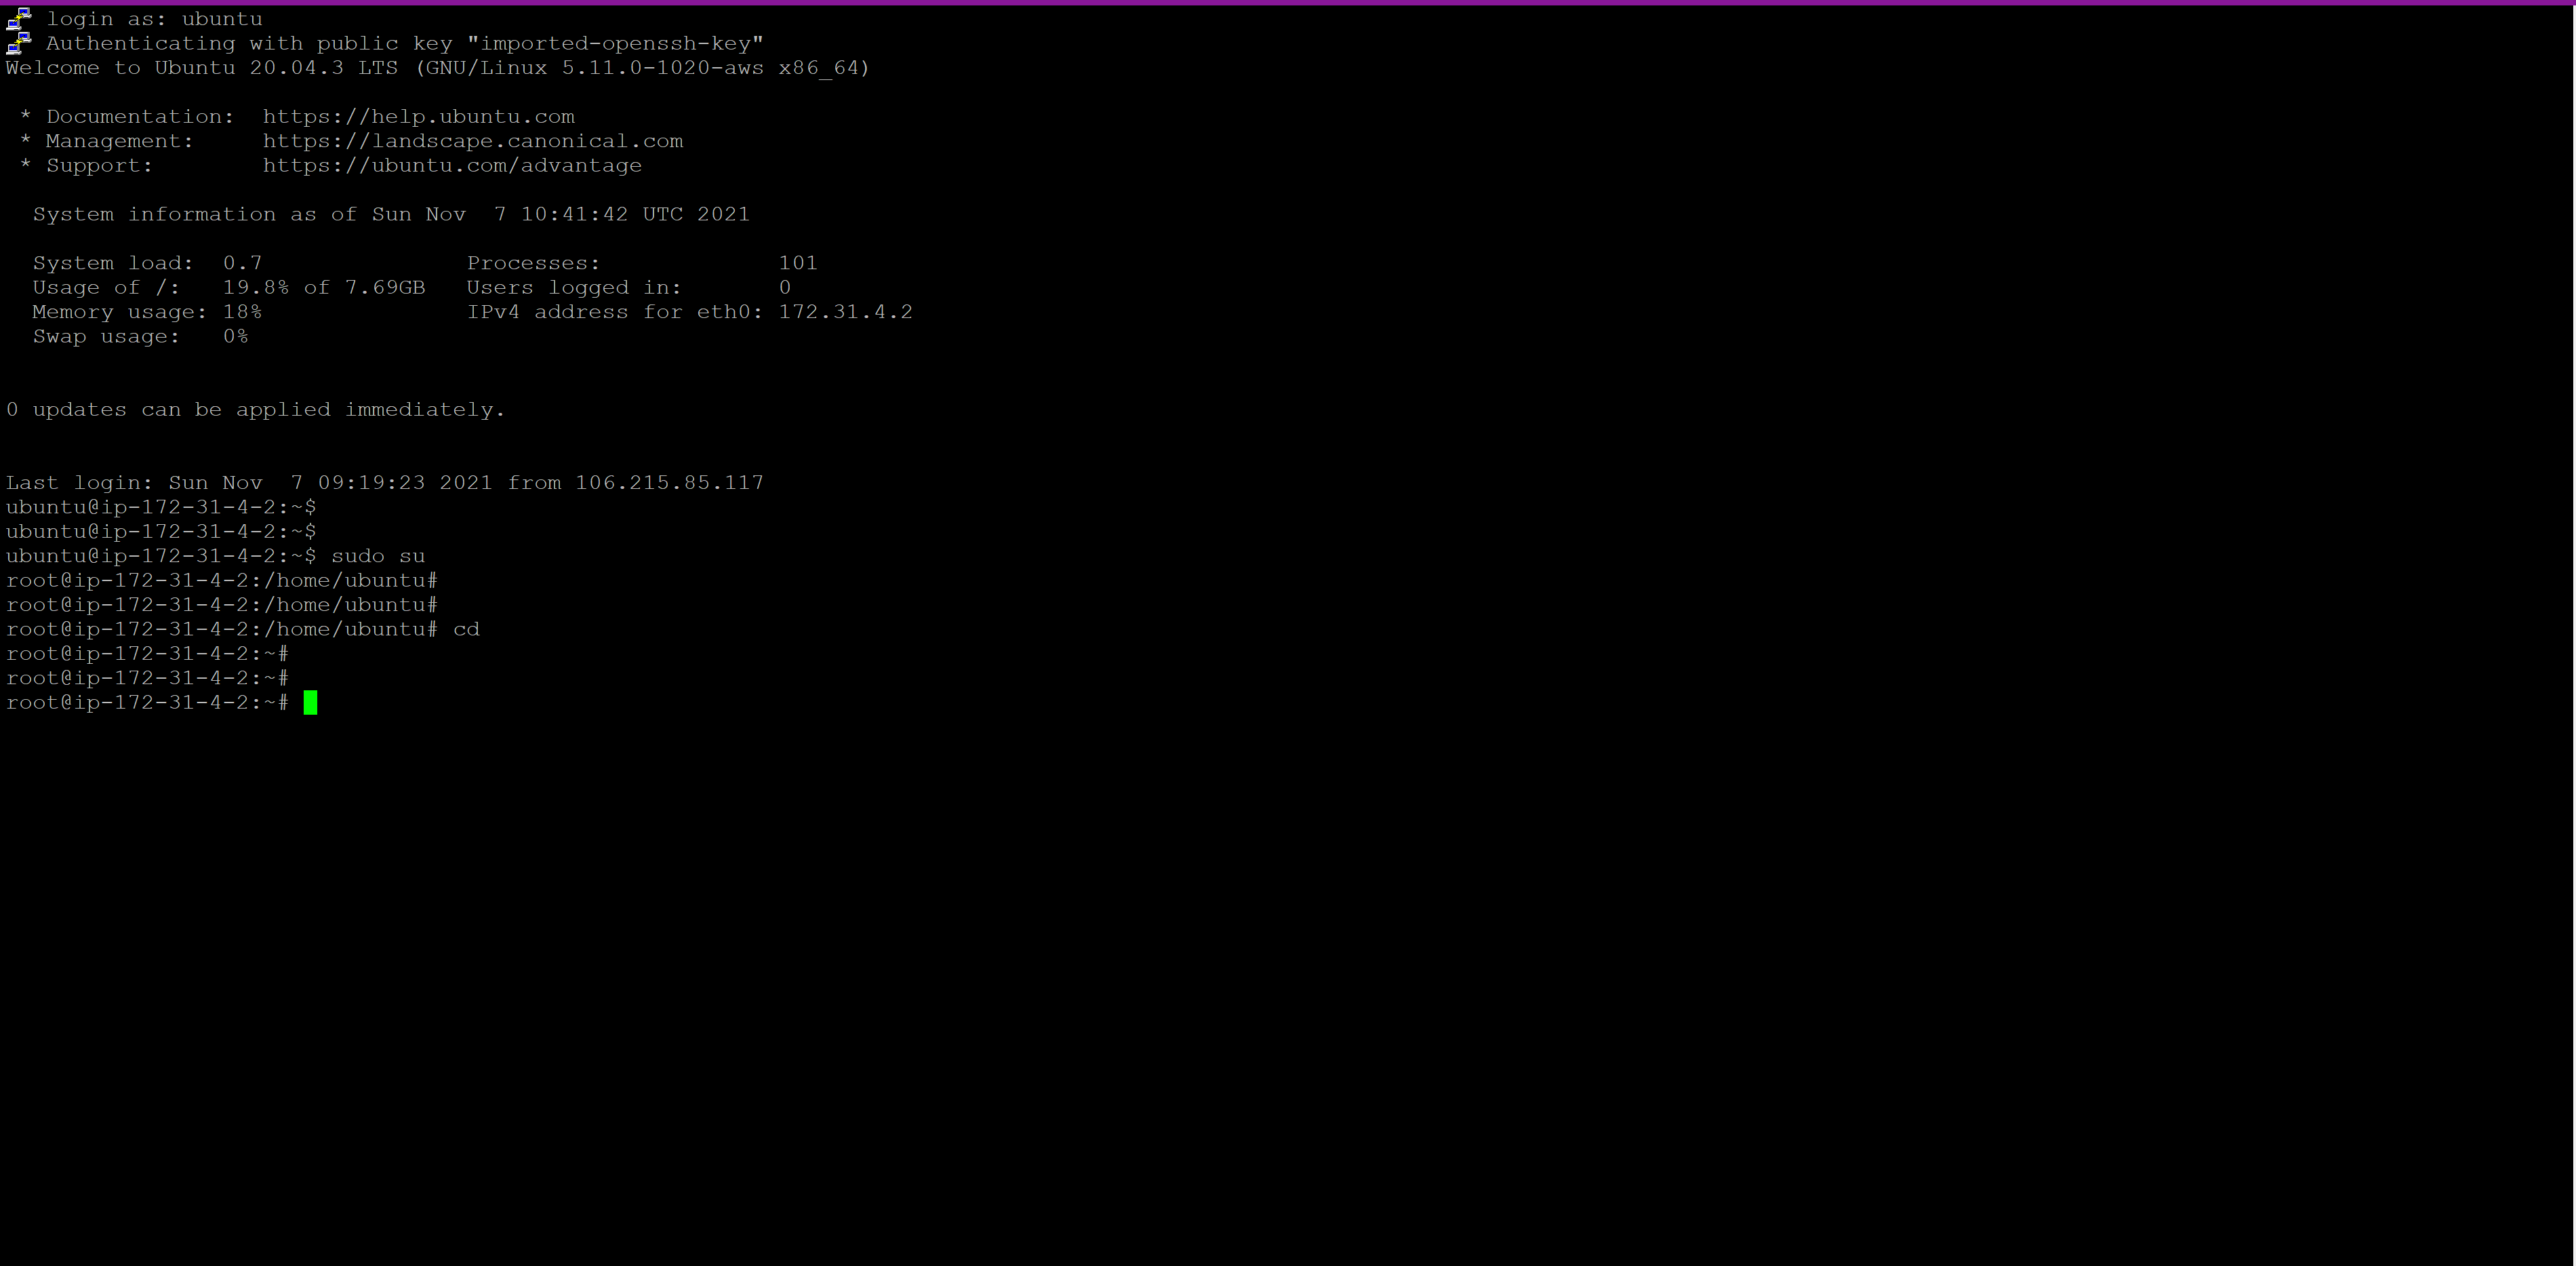 login as: ubuntu
Authenticating with public key "imported-openssh-key"
Welcome to Ubuntu 20.04.3 LTS (GNU/Linux 5.11.0-1020-aws x86_64)
* Documentation:  https://help.ubuntu.com
* Management:     https://landscape.canonical.com
* Support:        https://ubuntu.com/advantage
System information as of Sun Nov  7 10:41:42 UTC 2021
System load:  0.7               Processes:             101
Usage of /:   19.8% of 7.69GB   Users logged in:       0
Memory usage: 18%               IPv4 address for eth0: 172.31.4.2
Swap usage:   0%
0 updates can be applied immediately.
Last login: Sun Nov  7 09:19:23 2021 from 106.215.85.117
ubuntu@ip-172-31-4-2:~$
ubuntu@ip-172-31-4-2:~$
ubuntu@ip-172-31-4-2:~$ sudo su
root@ip-172-31-4-2:/home/ubuntu#
root@ip-172-31-4-2:/home/ubuntu#
root@ip-172-31-4-2:/home/ubuntu# cd
root@ip-172-31-4-2:~#
root@ip-172-31-4-2:~#
root@ip-172-31-4-2:~#